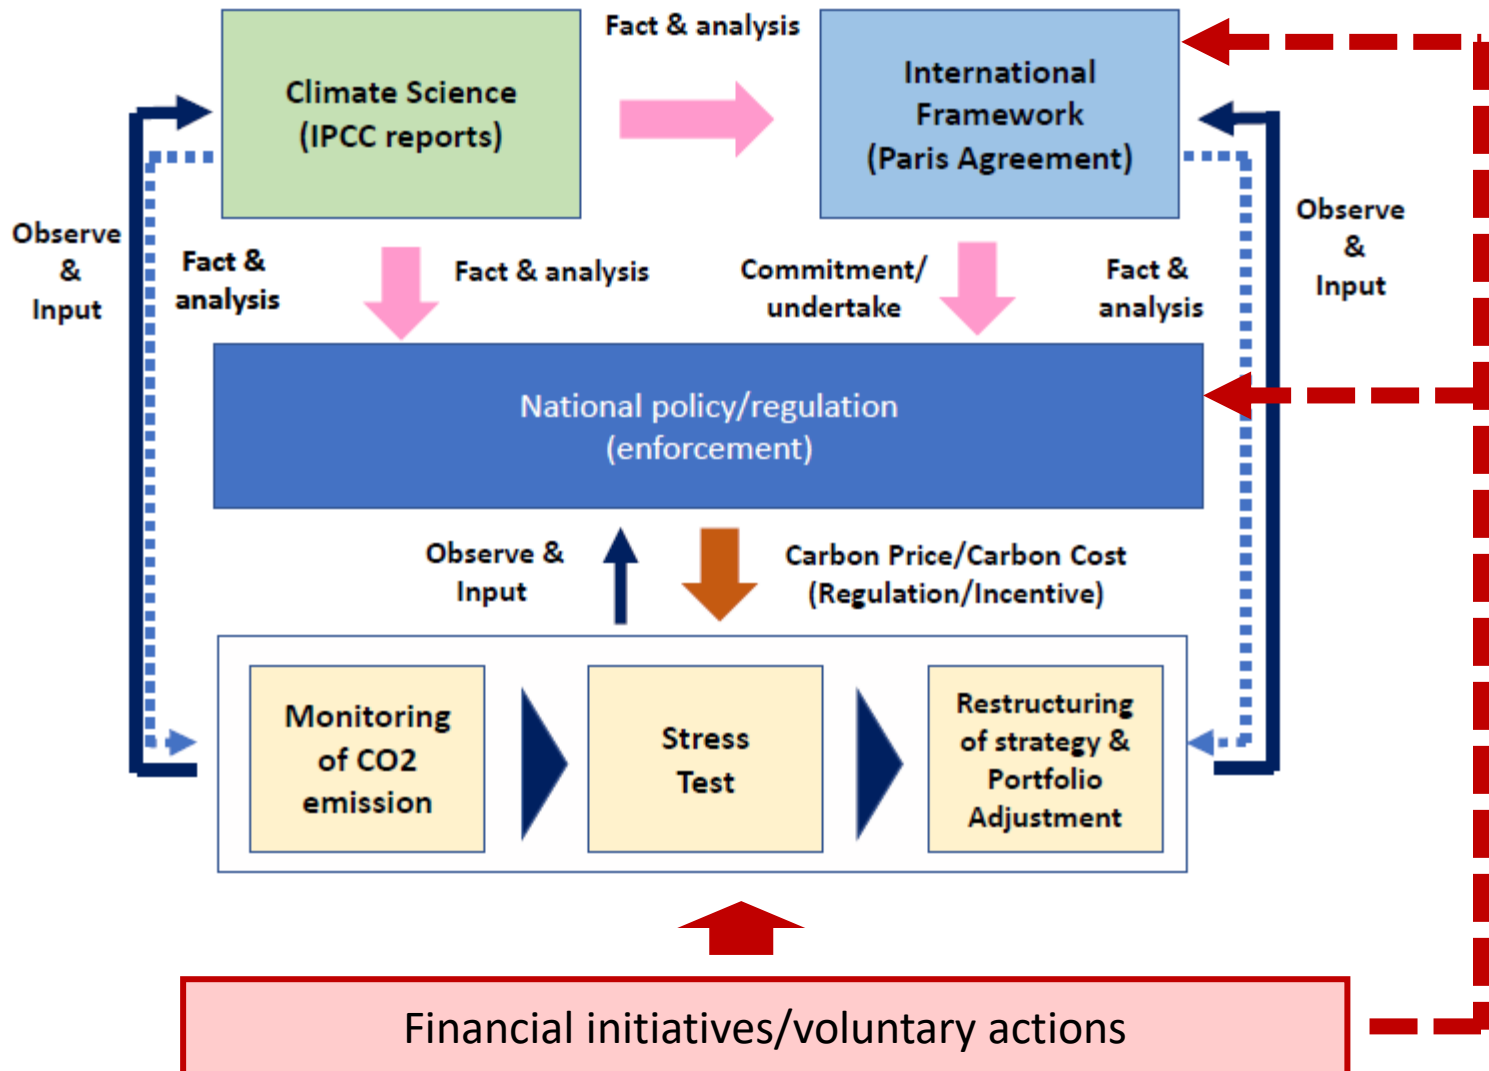 Fact & analysis
Climate Science
(IPCC reports)
International
Framework
(Paris Agreement)
Observe
&
Input
Fact &
analysis
Fact & analysis
Commitment/
undertake
Fact &
analysis
Observe
&
Input
National policy/regulation
(enforcement)
Observe &
Input
Carbon Price/Carbon Cost
(Regulation/Incentive)
Monitoring
of CO2
emission
Stress
Test
Restructuring
of strategy &
Portfolio
Adjustment
Financial initiatives/voluntary actions